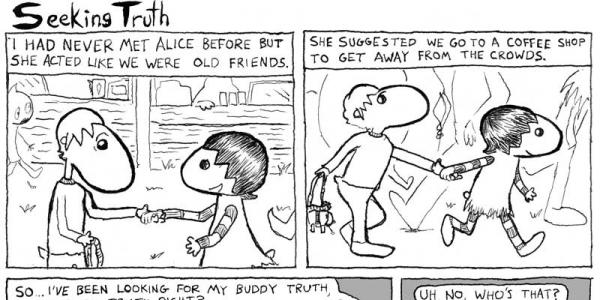 Seeking Truth
I HAD NEVER MET ALICE BEFORE BUT
SHE ACTED LIKE WE WERE OLD FRIENDS.
SHE SUGGESTED WE GO TO A COFFEE SHOP
TO GET AWAY FROM THE CROWDS.
SO... I'VE BEEN LOOKING FOR MY BUDDY TRUTH,
TRUTH RIGHT?
UH NO, WHO'S THAT?